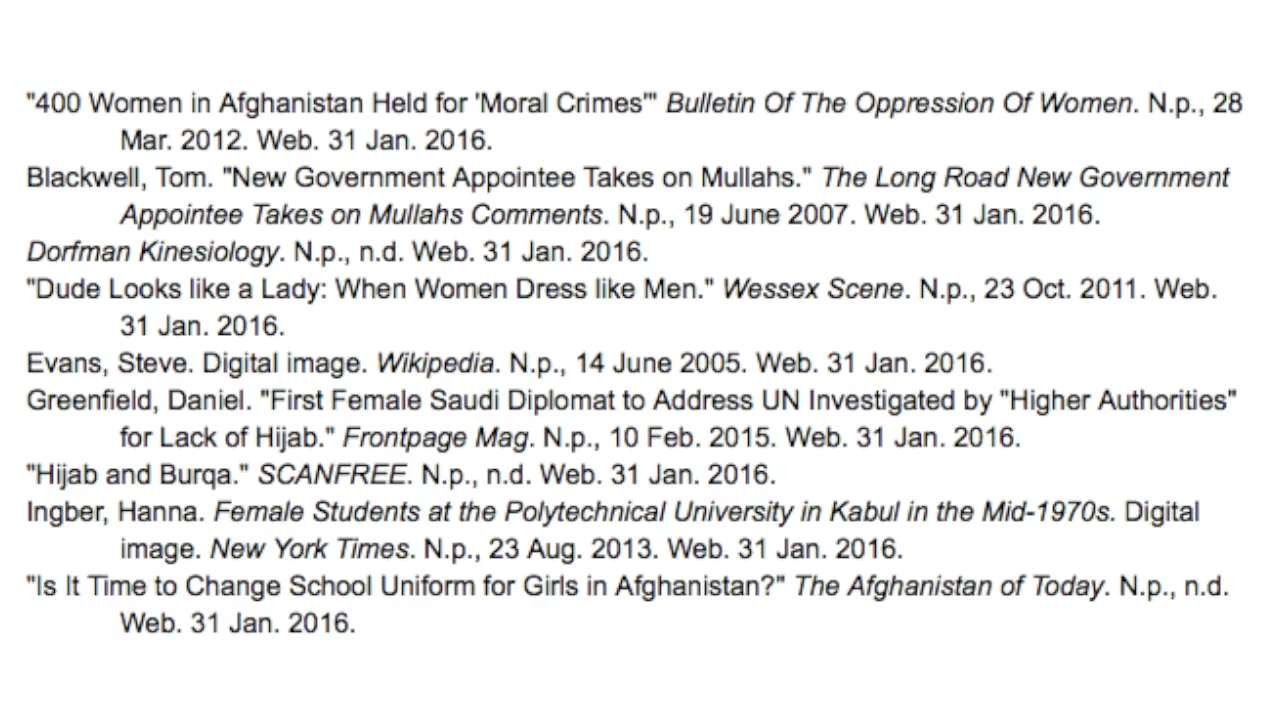 "400 Women in Afghanistan Held for 'Moral Crimes'" Bulletin Of The Oppression Of Women. N.p., 28
Mar. 2012. Web. 31 Jan. 2016.
Blackwell, Tom. "New Government Appointee Takes on Mullahs." The Long Road New Government
Appointee Takes on Mullahs Comments. N.p., 19 June 2007. Web. 31 Jan. 2016.
Dorfman Kinesiology. N.p., n.d. Web. 31 Jan. 2016.
"Dude Looks like a Lady: When Women Dress like Men." Wessex Scene. N.p., 23 Oct. 2011. Web.
31 Jan. 2016.
Evans, Steve. Digital image. Wikipedia. N.p., 14 June 2005. Web. 31 Jan. 2016.
Greenfield, Daniel. "First Female Saudi Diplomat to Address UN Investigated by "Higher Authorities"
for Lack of Hijab." Frontpage Mag. N.p., 10 Feb. 2015. Web. 31 Jan. 2016.
"Hijab and Burqa." SCANFREE. N.p., n.d. Web. 31 Jan. 2016.
Ingber, Hanna. Female Students at the Polytechnical University in Kabul in the Mid-1970s. Digital
image. New York Times. N.p., 23 Aug. 2013. Web. 31 Jan. 2016.
"Is It Time to Change School Uniform for Girls in Afghanistan?" The Afghanistan of Today. N.p., n.d.
Web. 31 Jan. 2016.